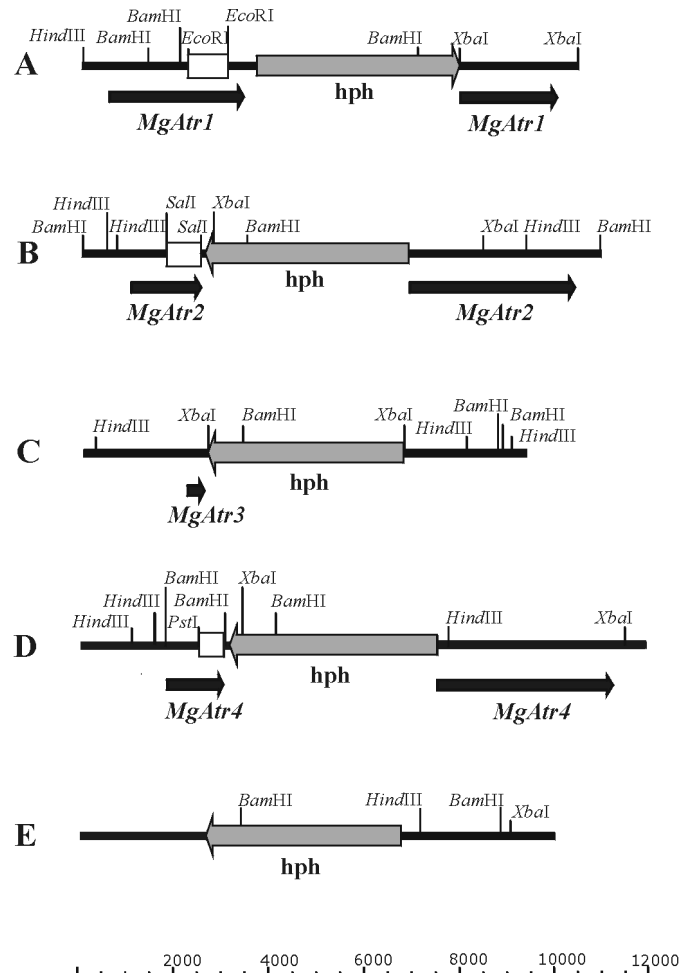 BamHI EcoRI
HindIII BamHI EcoRI BamHI XbaI XbaI
A
hph
MgAtr1 MgAtr1
HindIII SalI XbaI
BamHI HindIII SalI BamHI XbaI HindIII BamHI
B
hph
MgAtr2 MgAtr2
BamHI
HindIII XbaI BamHI XbaI HindIII BamHI
HindIII
C
hph
MgAtr3
BamHI XbaI
HindIII BamHI BamHI
HindIII PstI HindIII XbaI
D
hph
MgAtr4 MgAtr4
BamHI HindIII BamHI
XbaI
E
hph
2000 4000 6000 8000 10000 12000